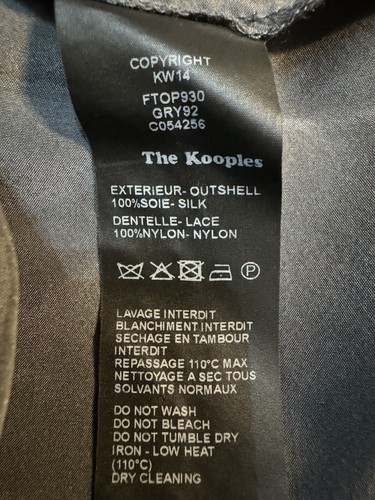 COPYRIGHT
KW14
FTOP930
GRY92
C054256
The Kooples
EXTERIEUR- OUTSHELL
100%SOIE- SILK
DENTELLE- LACE
100%NYLON- NYLON
P
LAVAGE INTERDIT
BLANCHIMENT INTERDIT
SECHAGE EN TAMBOUR
INTERDIT
REPASSAGE 110°C MAX
NETTOYAGE A SEC TOUS
SOLVANTS NORMAUX
DO NOT WASH
DO NOT BLEACH
DO NOT TUMBLE DRY
IRON - LOW HEAT
(110°C)
DRY CLEANING